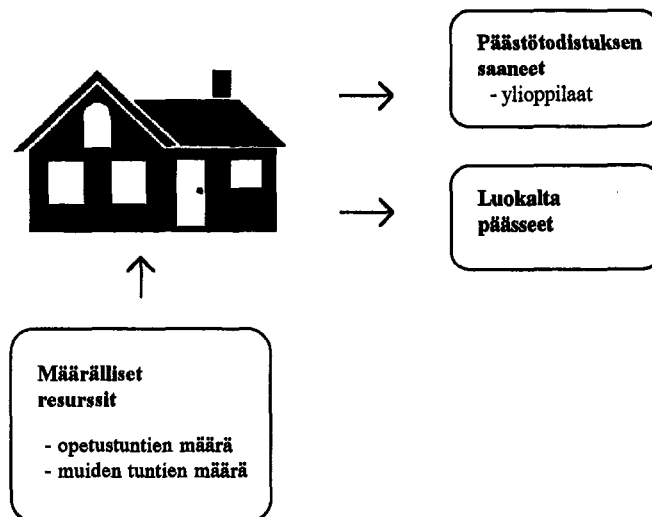 Päästötodistuksen
saaneet
- ylioppilaat
Luokalta
päässeet
Määrälliset
resurssit
- opetustuntien määrä
- muiden tuntien määrä